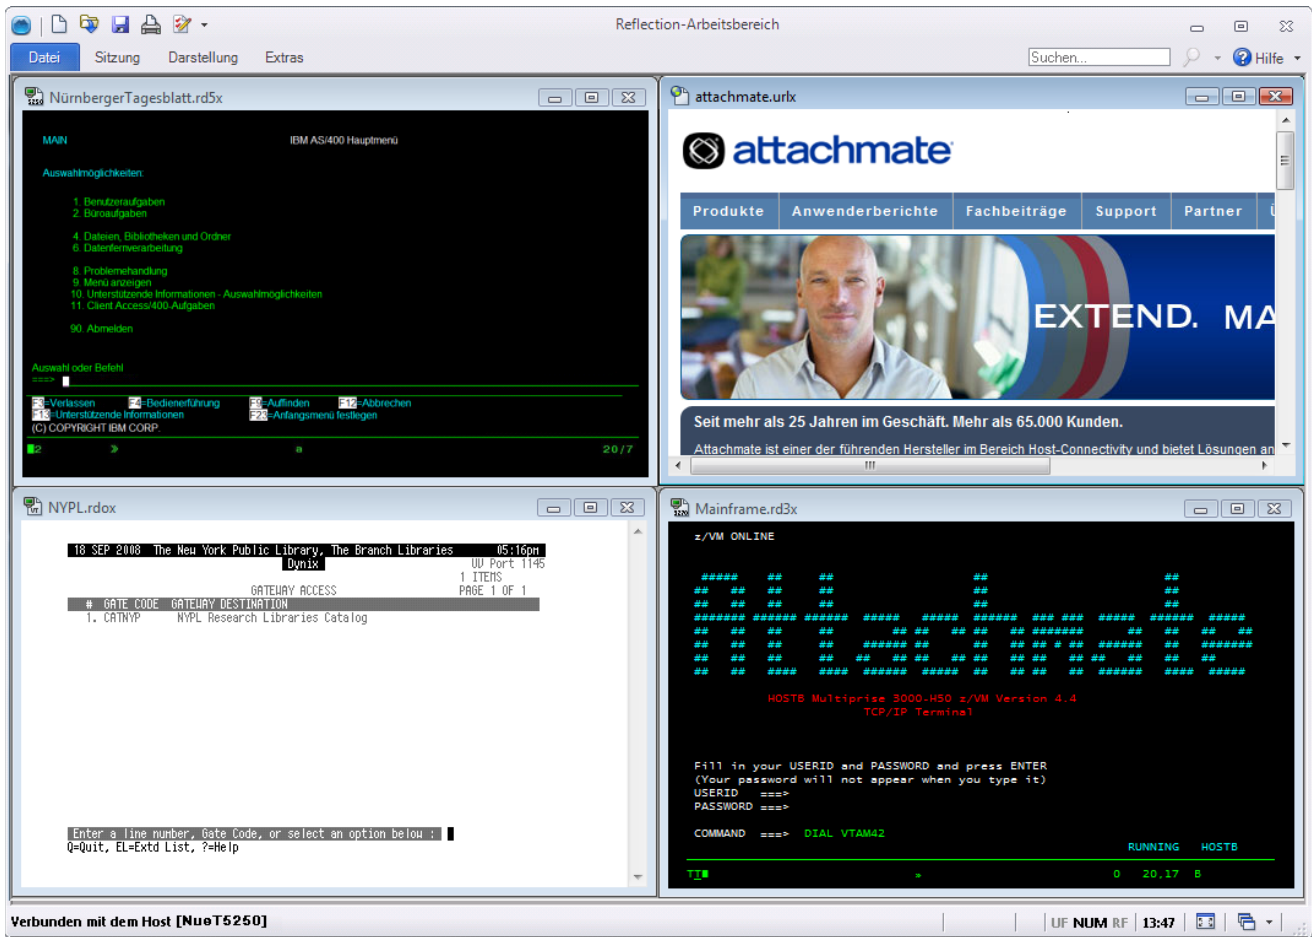 Reflection-Arbeitsbereich
Datei Sitzung Darstellung Extras Suchen... Hilfe
NürnbergerTagesblatt.rd5x
MAIN IBM AS/400 Hauptmenü
Auswahlmöglichkeiten:
1. Benutzeraufgaben
2. Büroaufgaben
4. Dateien, Bibliotheken und Ordner
6. Datenfernverarbeitung
8. Problemehandlung
9. Menü anzeigen
10. Unterstützende Informationen - Auswahlmöglichkeiten
11. Client Access/400-Aufgaben
90. Abmelden
Auswahl oder Befehl
===>
F3=Verlassen F4=Bedienerführung F9=Auffinden F12=Abbrechen
F13=Unterstützende Informationen F23=Anfangsmenü festlegen
(C) COPYRIGHT IBM CORP.
2 » a 20/7
attachmate.urlx
attachmate
Produkte Anwenderberichte Fachbeiträge Support Partner
EXTEND. MA
Seit mehr als 25 Jahren im Geschäft. Mehr als 65.000 Kunden.
Attachmate ist einer der führenden Hersteller im Bereich Host-Connectivity und bietet Lösungen an
NYPL.rdox
18 SEP 2008 The New York Public Library, The Branch Libraries 05:16pm
Dynix UV Port 1145
1 ITEMS
GATEWAY ACCESS PAGE 1 OF 1
# GATE CODE GATEWAY DESTINATION
1. CATNYP NYPL Research Libraries Catalog
Enter a line number, Gate Code, or select an option below :
Q=Quit, EL=Extd List, ?=Help
Mainframe.rd3x
z/VM ONLINE
Attachmate
HOSTB Multiprise 3000-H50 z/VM Version 4.4
TCP/IP Terminal
Fill in your USERID and PASSWORD and press ENTER
(Your password will not appear when you type it)
USERID ===>
PASSWORD ===>
COMMAND ===> DIAL VTAM42
RUNNING HOSTB
TT » 0 20,17 B
Verbunden mit dem Host [NueT5250] UF NUM RF 13:47